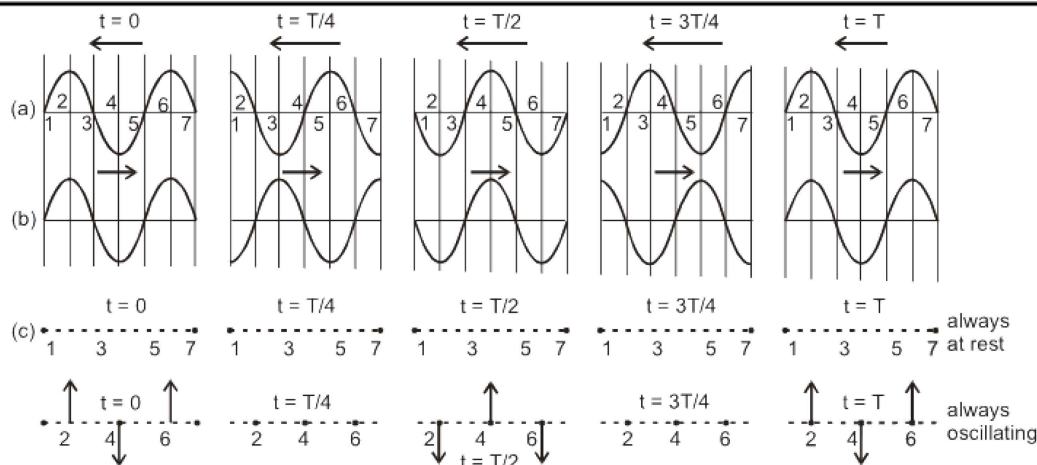 t = 0 t = T/4 t = T/2 t = 3T/4 t = T
(a) 2 4 6 2 4 6 2 4 6 2 4 6 2 4 6
1 3 5 7 1 3 5 7 1 3 5 7 1 3 5 7 1 3 5 7
(b)
t = 0 t = T/4 t = T/2 t = 3T/4 t = T
(c) always
1 3 5 7 1 3 5 7 1 3 5 7 1 3 5 7 1 3 5 7 at rest
t = 0 t = T/4 t = 3T/4 t = T
always
2 4 6 2 4 6 2 4 6 2 4 6 2 4 6 oscillating
t = T/2